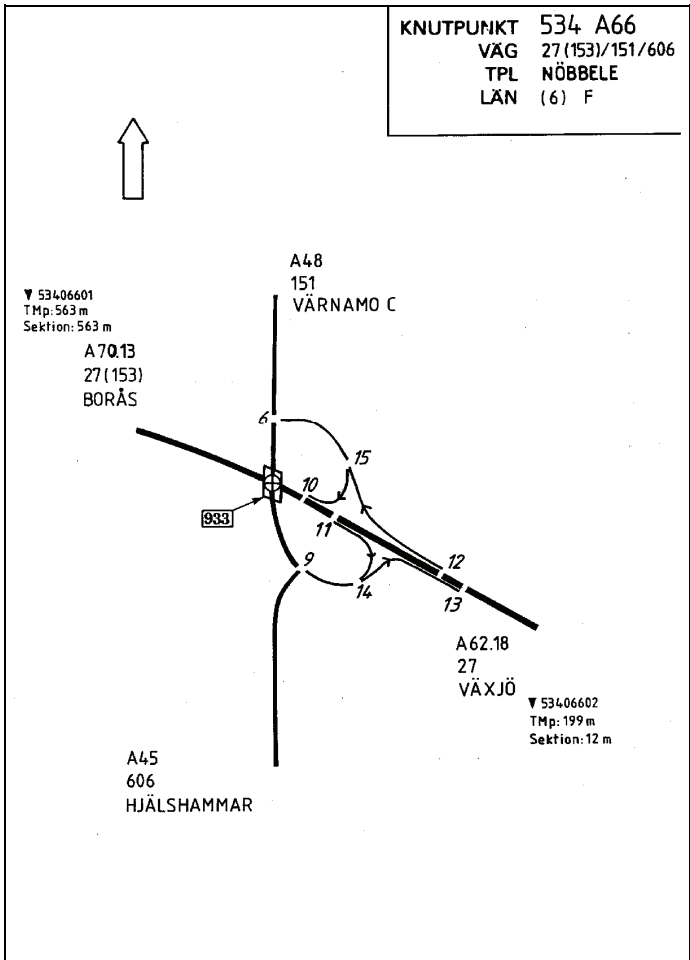 KNUTPUNKT 534 A66
VÄG 27(153)/151/606
TPL NÖBBELE
LÄN (6) F
A48
151
VÄRNAMO C
▼ 53406601
TMp: 563 m
Sektion: 563 m
A70.13
27(153)
BORÅS
6
15
10
933
11
9
12
14
13
A62.18
27
VÄXJÖ
▼ 53406602
TMp: 199 m
Sektion: 12 m
A45
606
HJÄLSHAMMAR